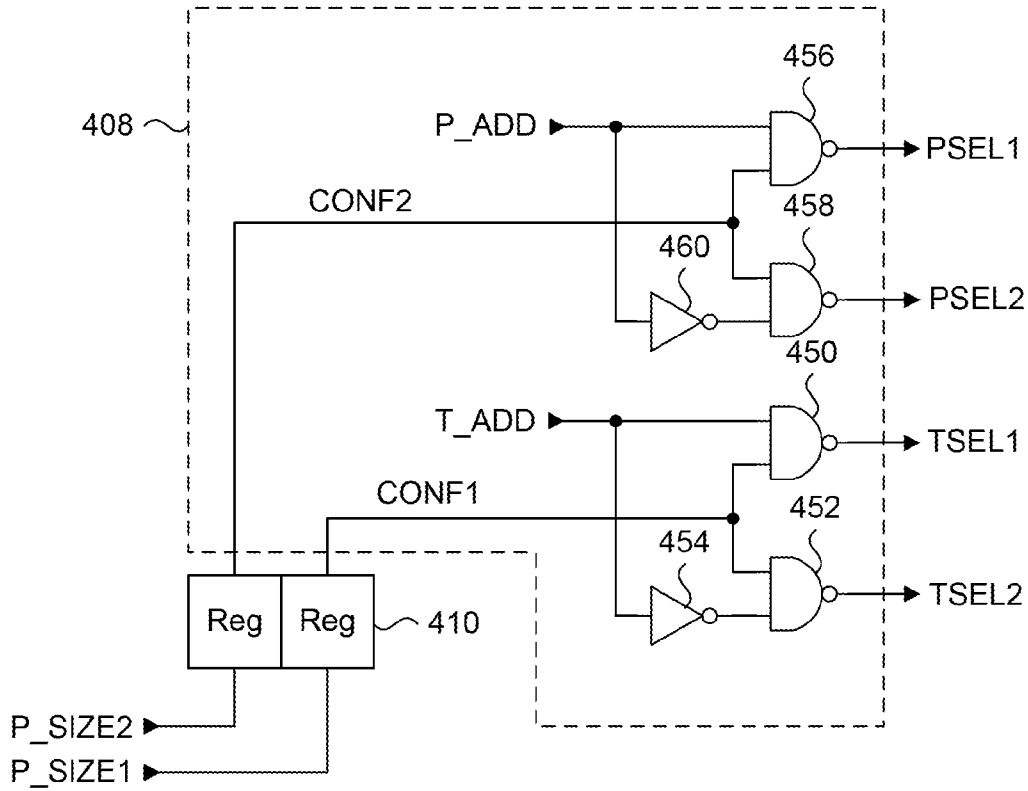 456
408
P_ADD
PSEL1
CONF2
458
460
PSEL2
450
T_ADD
TSEL1
CONF1
452
454
TSEL2
Reg
Reg
410
P_SIZE2
P_SIZE1